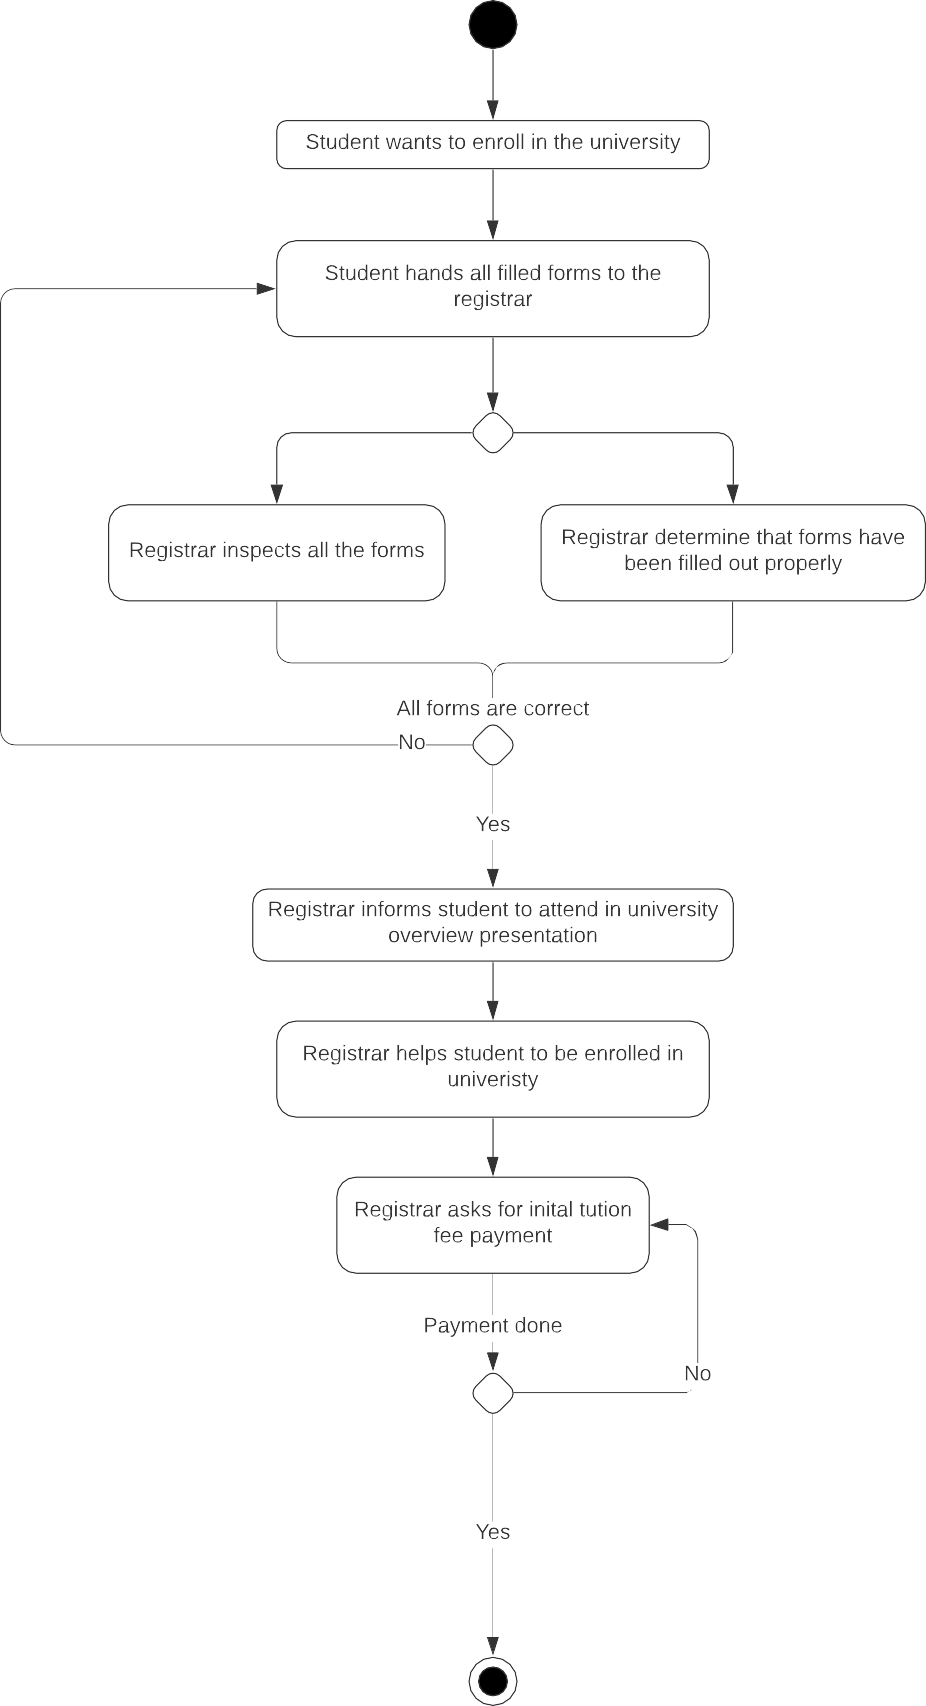 Student wants to enroll in the university
Student hands all filled forms to the
registrar
Registrar inspects all the forms
Registrar determine that forms have
been filled out properly
All forms are correct
No
Yes
Registrar informs student to attend in university
overview presentation
Registrar helps student to be enrolled in
univeristy
Registrar asks for inital tution
fee payment
Payment done
No
Yes